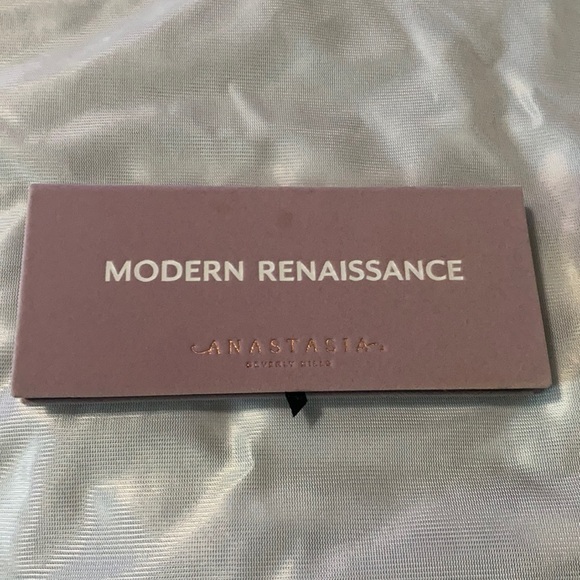 MODERN RENAISSANCE
ANASTASIA
BEVERLY HILLS